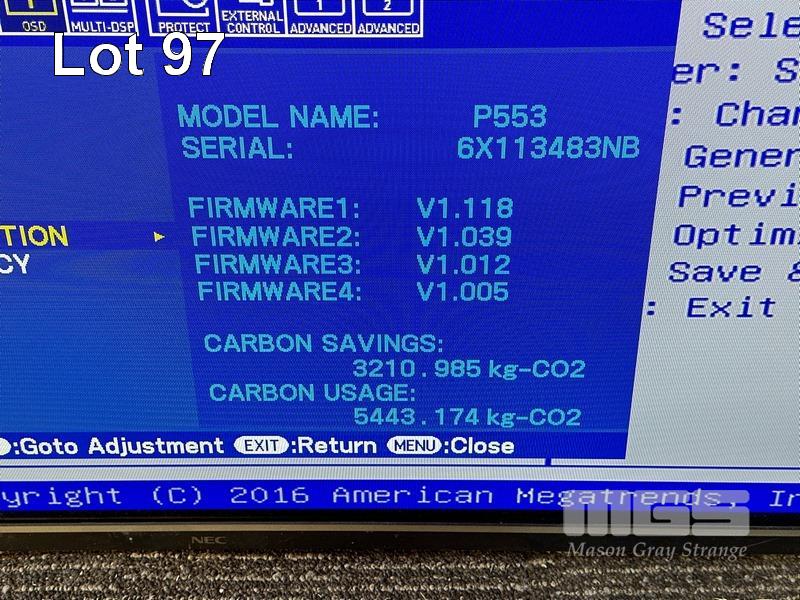 OSD MULTI-DSP PROTECT EXTERNAL CONTROL 1 ADVANCED 2 ADVANCED
Lot 97
MODEL NAME: P553
SERIAL: 6X113483NB
FIRMWARE1: V1.118
TION FIRMWARE2: V1.039
CY FIRMWARE3: V1.012
FIRMWARE4: V1.005
CARBON SAVINGS:
3210.985 kg-CO2
CARBON USAGE:
5443.174 kg-CO2
:Goto Adjustment EXIT:Return MENU:Close
Sele
er: S
: Chan
Gener
Previ
Optim
Save &
: Exit
yright (C) 2016 American Megatrends, In
NEC
MGS
Mason Gray Strange